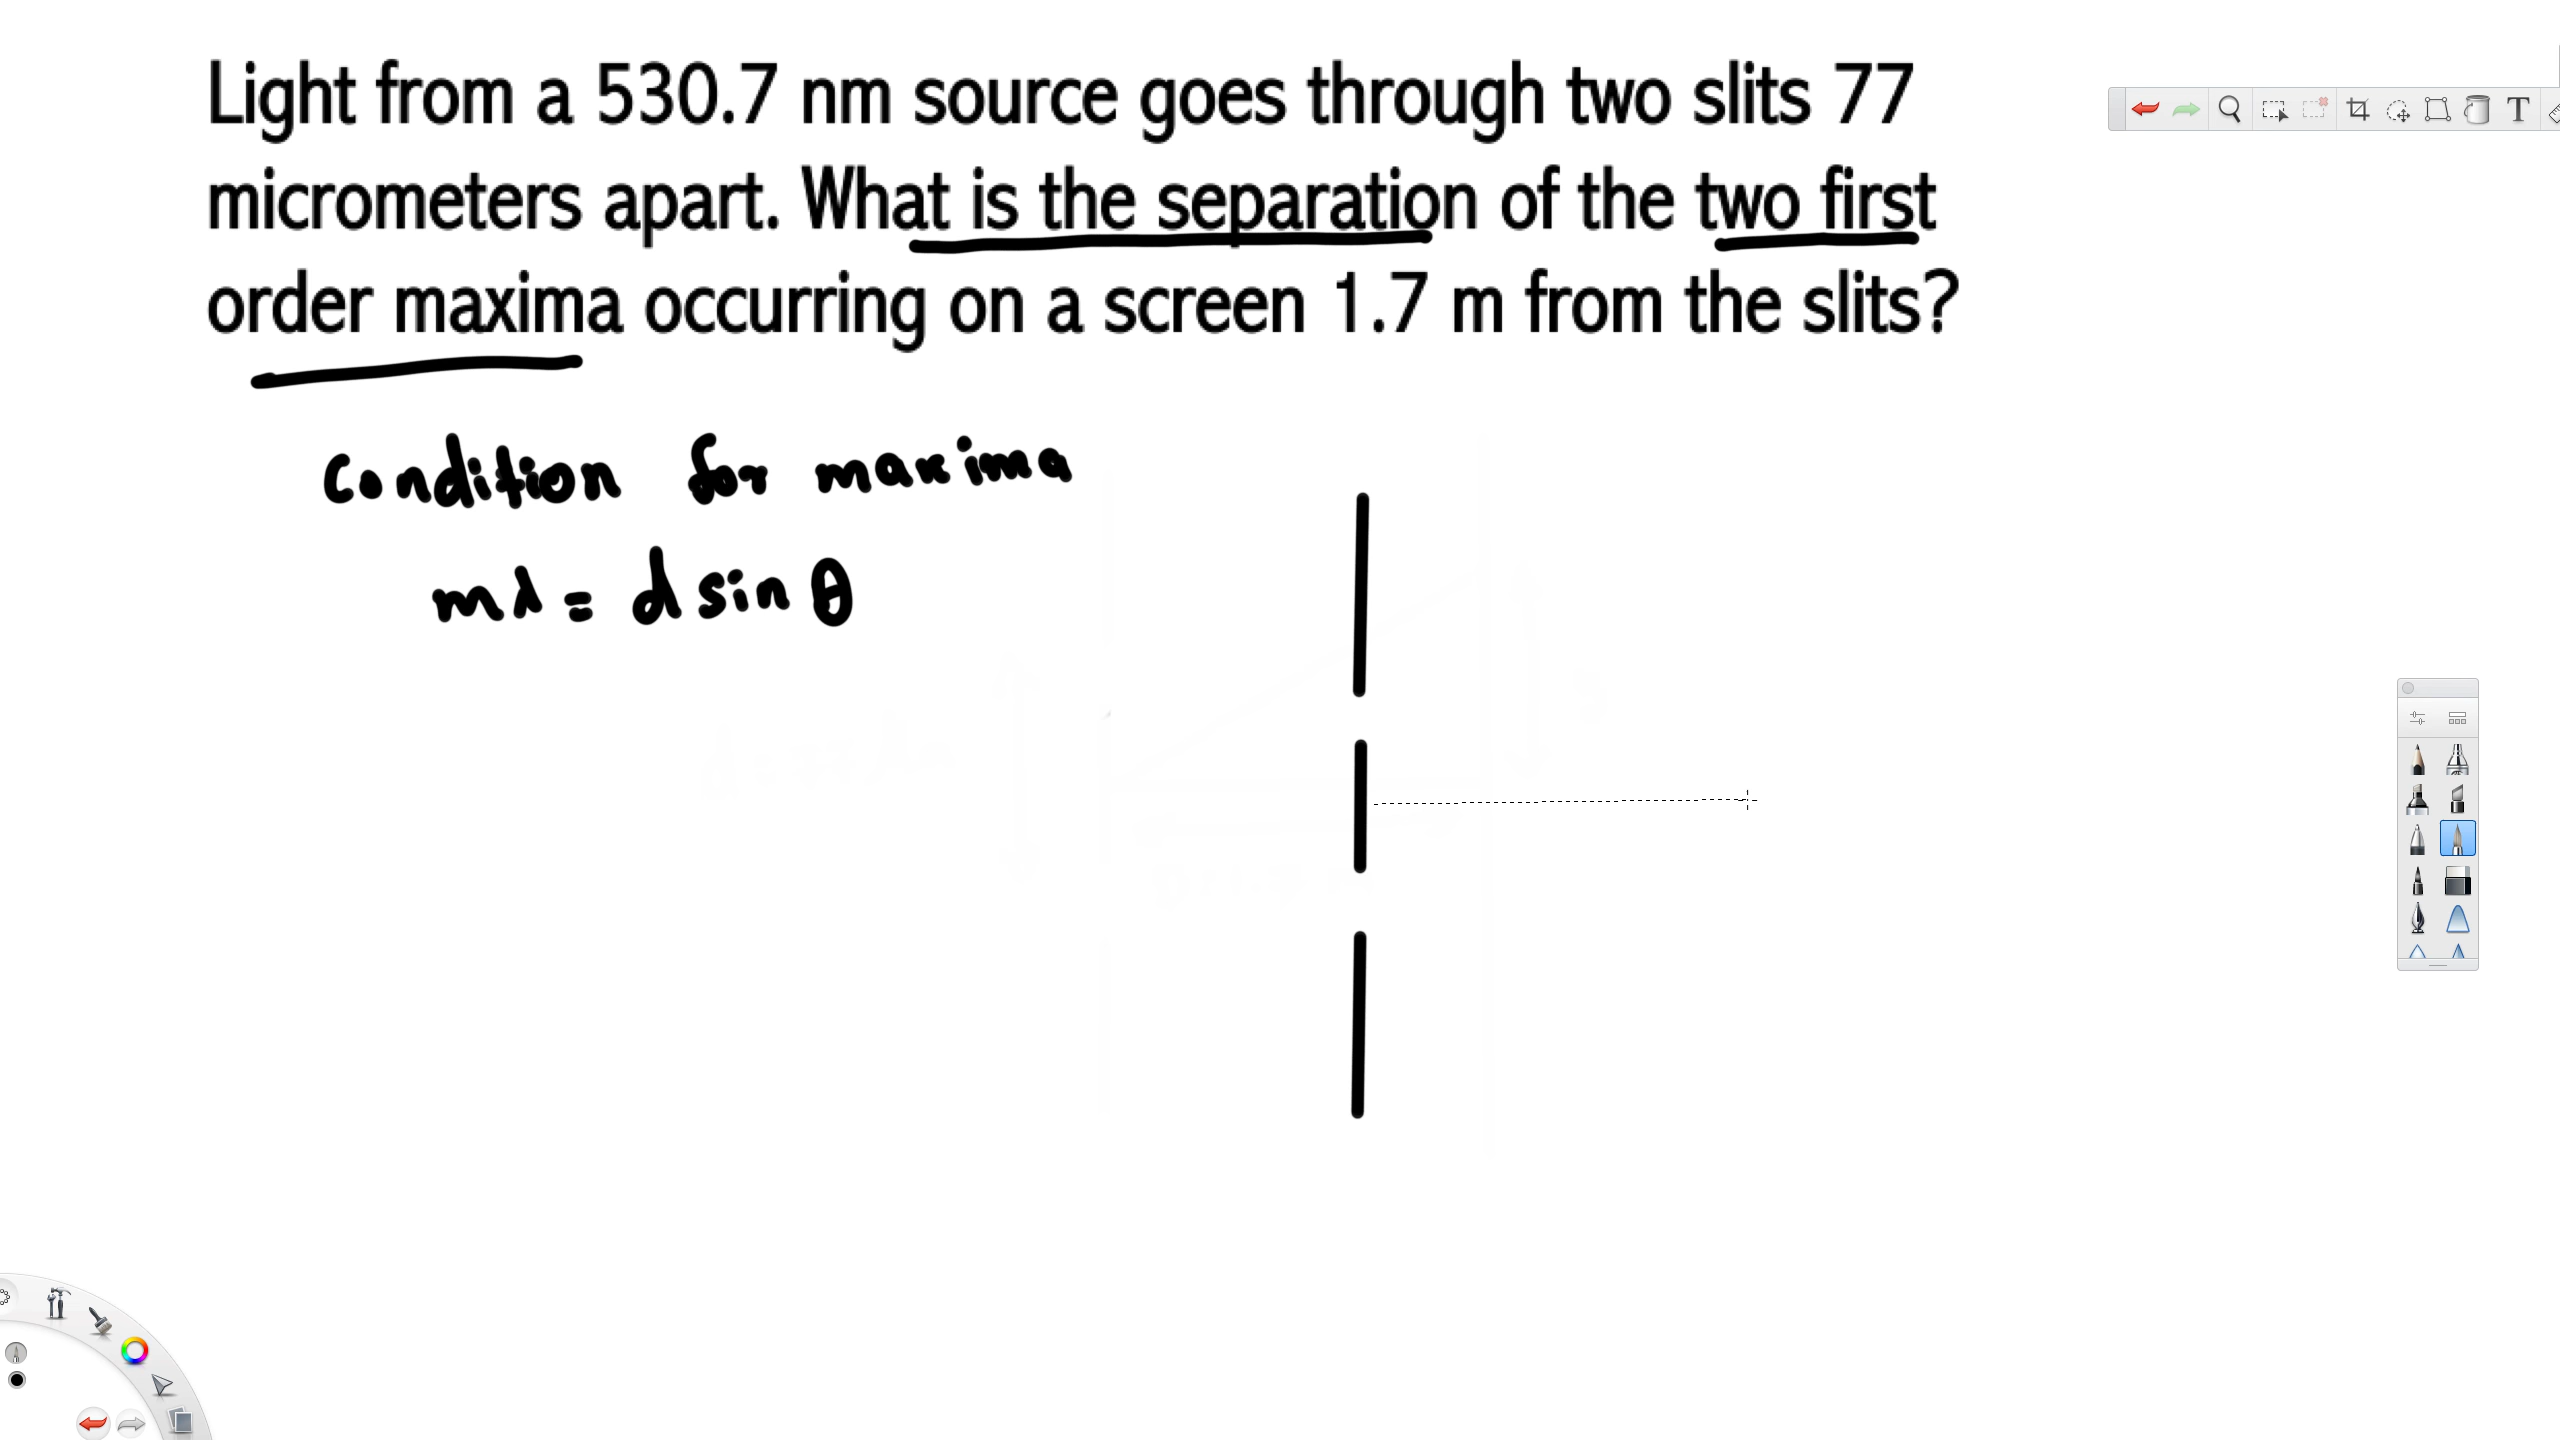 Light from a 530.7 nm source goes through two slits 77
micrometers apart. What is the separation of the two first
order maxima occurring on a screen 1.7 m from the slits?
Condition for maxima
mλ = d sin θ
T